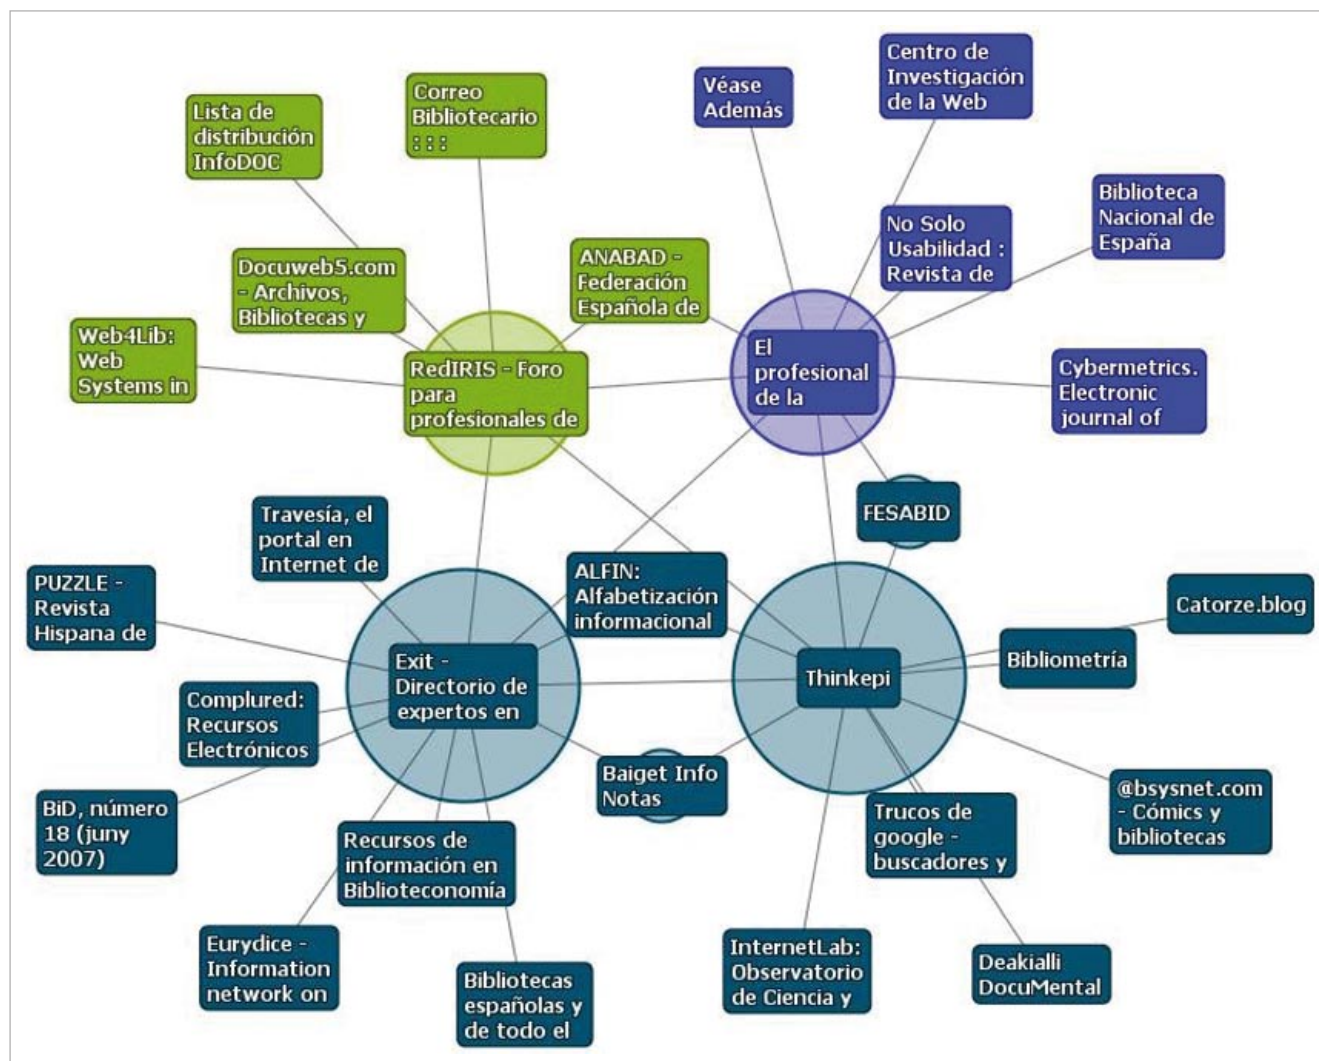 Centro de
Investigación
de la Web
Véase
Además
Correo
Bibliotecario
: : :
Lista de
distribución
InfoDOC
Biblioteca
Nacional de
España
No Solo
Usabilidad :
Revista de
ANABAD -
Federación
Española de
Docuweb5.com
- Archivos,
Bibliotecas y
Web4Lib:
Web
Systems in
RedIRIS - Foro
para
profesionales de
El
profesional
de la
Cybermetrics.
Electronic
journal of
FESABID
Travesía, el
portal en
Internet de
ALFIN:
Alfabetización
informacional
PUZZLE -
Revista
Hispana de
Catorze.blog
Bibliometría
Exit -
Directorio de
expertos en
Thinkepi
Complured:
Recursos
Electrónicos
Baiget Info
Notas
@bsysnet.com
- Cómics y
bibliotecas
BiD, número
18 (juny
2007)
Trucos de
google -
buscadores y
Recursos de
información en
Biblioteconomía
Eurydice -
Information
network on
InternetLab:
Observatorio
de Ciencia y
Deakialli
DocuMental
Bibliotecas
españolas y
de todo el